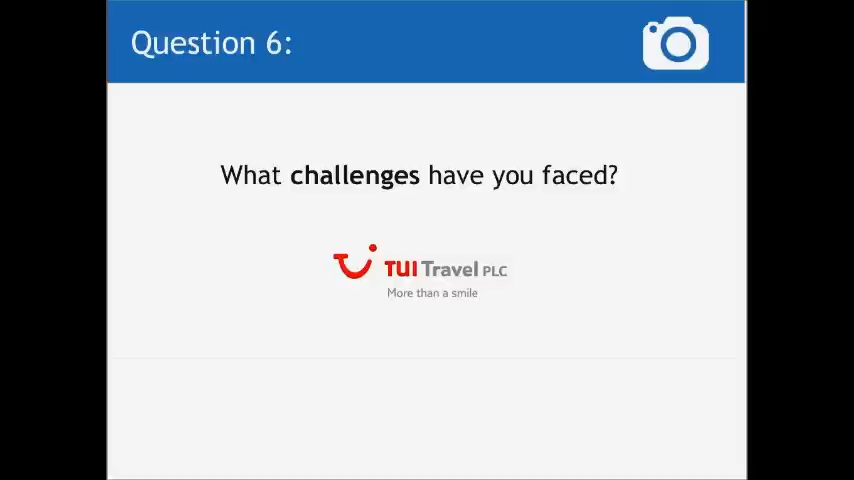 Question 6:
What challenges have you faced?
TUI Travel PLC
More than a smile